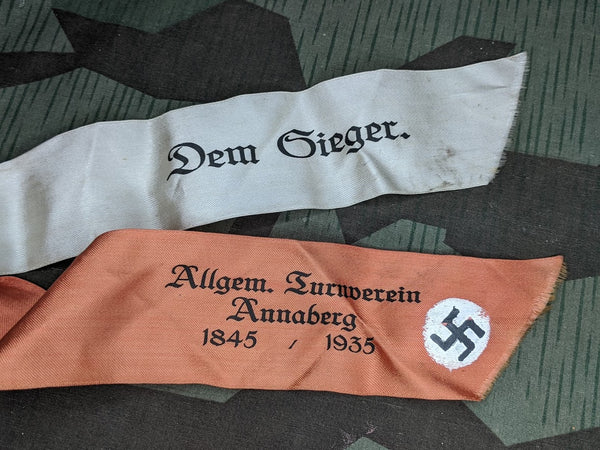 Dem Sieger.
Allgem. Turnverein
Annaberg
1845 / 1935